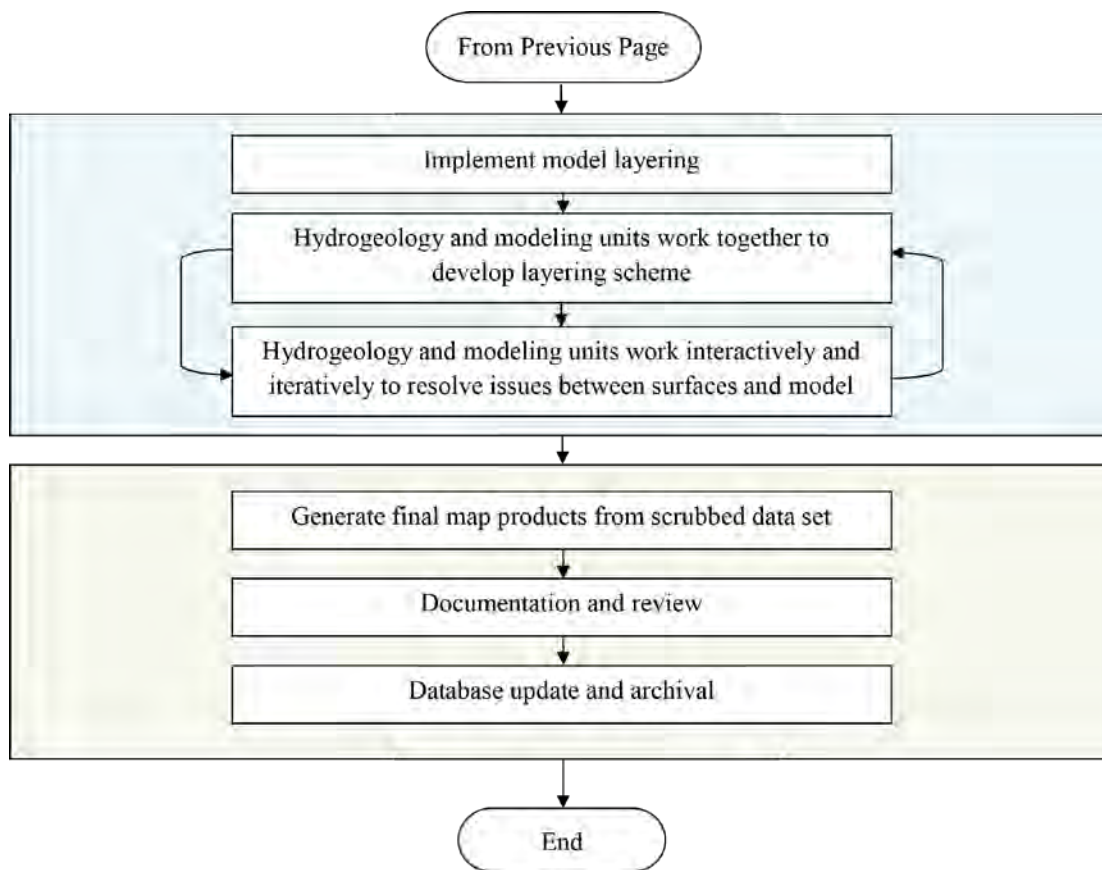 From Previous Page
Implement model layering
Hydrogeology and modeling units work together to
develop layering scheme
Hydrogeology and modeling units work interactively and
iteratively to resolve issues between surfaces and model
Generate final map products from scrubbed data set
Documentation and review
Database update and archival
End